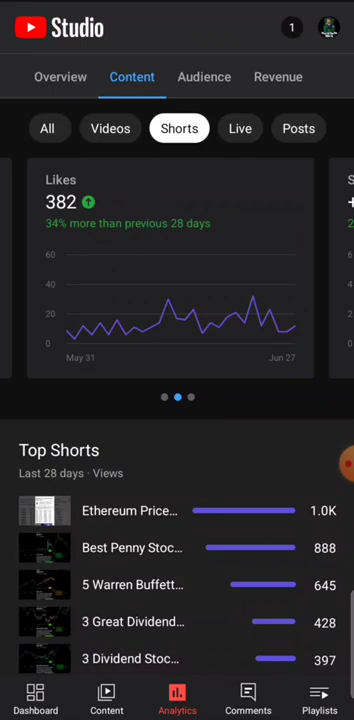 Studio
1
Overview Content Audience Revenue
All Videos Shorts Live Posts
Likes
382
34% more than previous 28 days
60
40
20
0
May 31 Jun 27
S
+
2
Top Shorts
Last 28 days · Views
Ethereum Price... 1.0K
Best Penny Stoc... 888
5 Warren Buffett... 645
3 Great Dividend... 428
3 Dividend Stoc... 397
Dashboard Content Analytics Comments Playlists